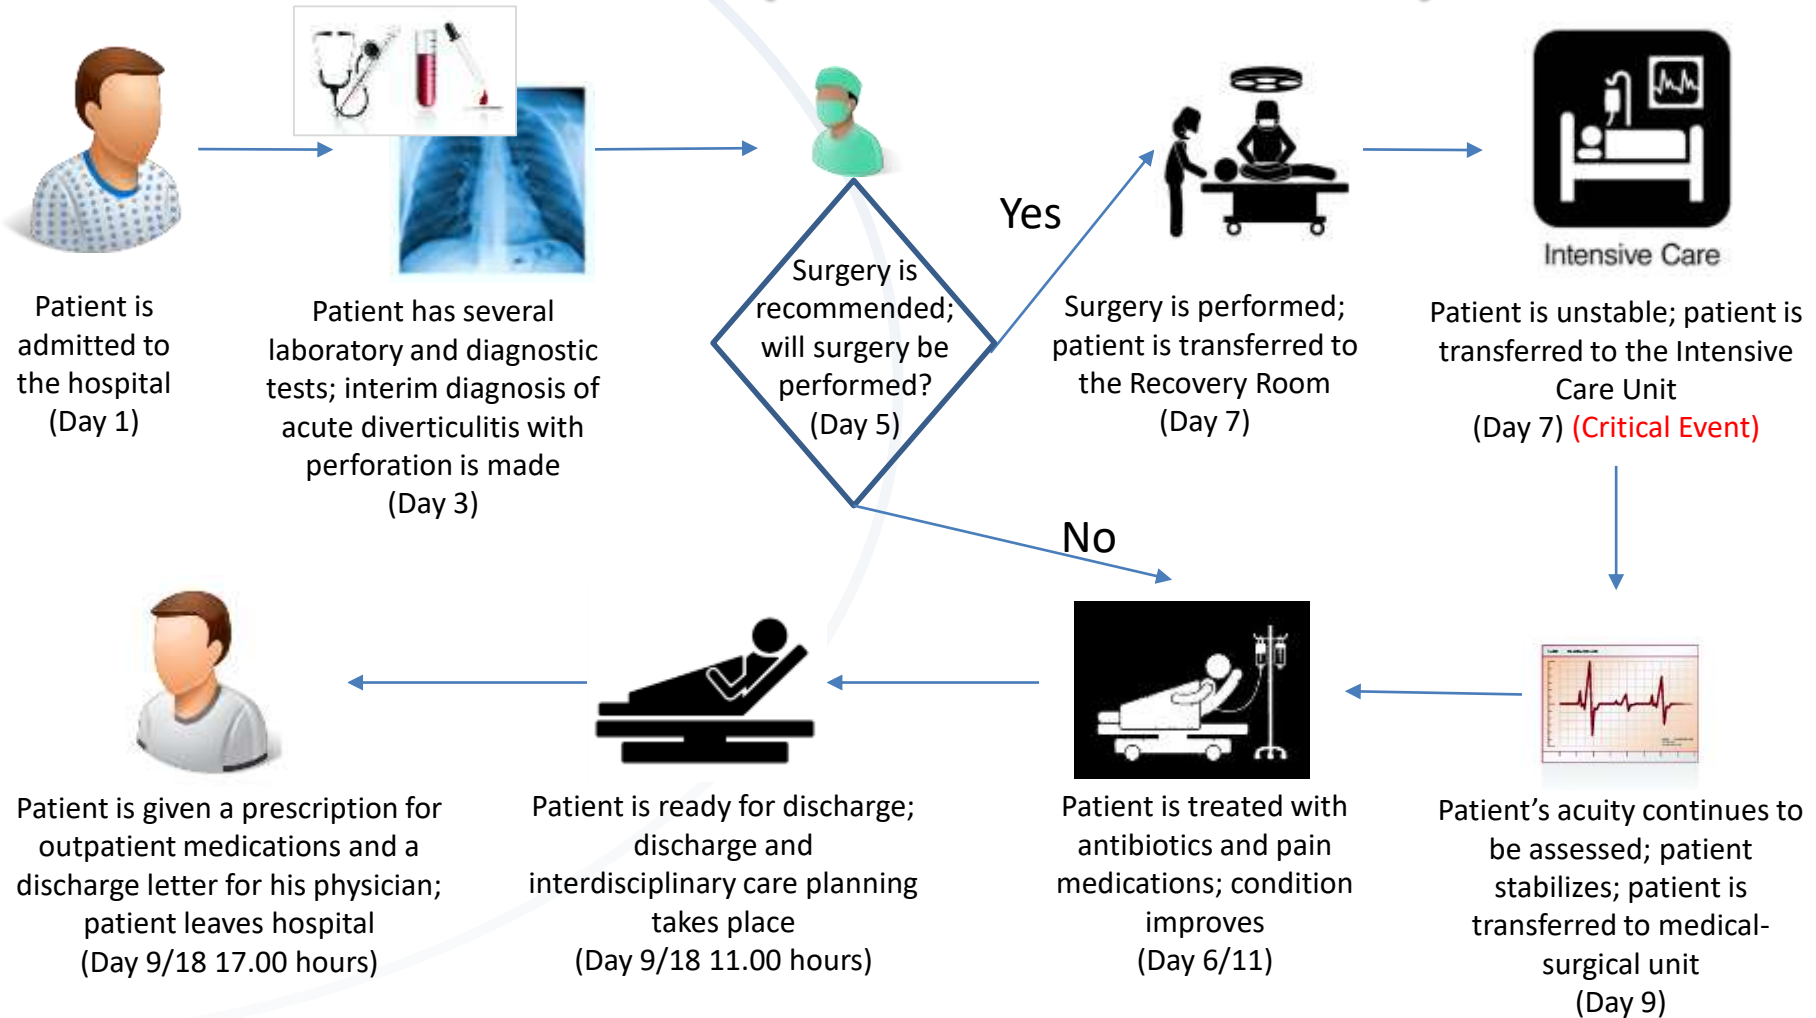 Patient is
admitted to
the hospital
(Day 1)
Patient has several
laboratory and diagnostic
tests; interim diagnosis of
acute diverticulitis with
perforation is made
(Day 3)
Surgery is
recommended;
will surgery be
performed?
(Day 5)
Yes
No
Surgery is performed;
patient is transferred to
the Recovery Room
(Day 7)
Intensive Care
Patient is unstable; patient is
transferred to the Intensive
Care Unit
(Day 7) (Critical Event)
Patient is given a prescription for
outpatient medications and a
discharge letter for his physician;
patient leaves hospital
(Day 9/18 17.00 hours)
Patient is ready for discharge;
discharge and
interdisciplinary care planning
takes place
(Day 9/18 11.00 hours)
Patient is treated with
antibiotics and pain
medications; condition
improves
(Day 6/11)
Patient’s acuity continues to
be assessed; patient
stabilizes; patient is
transferred to medical-
surgical unit
(Day 9)